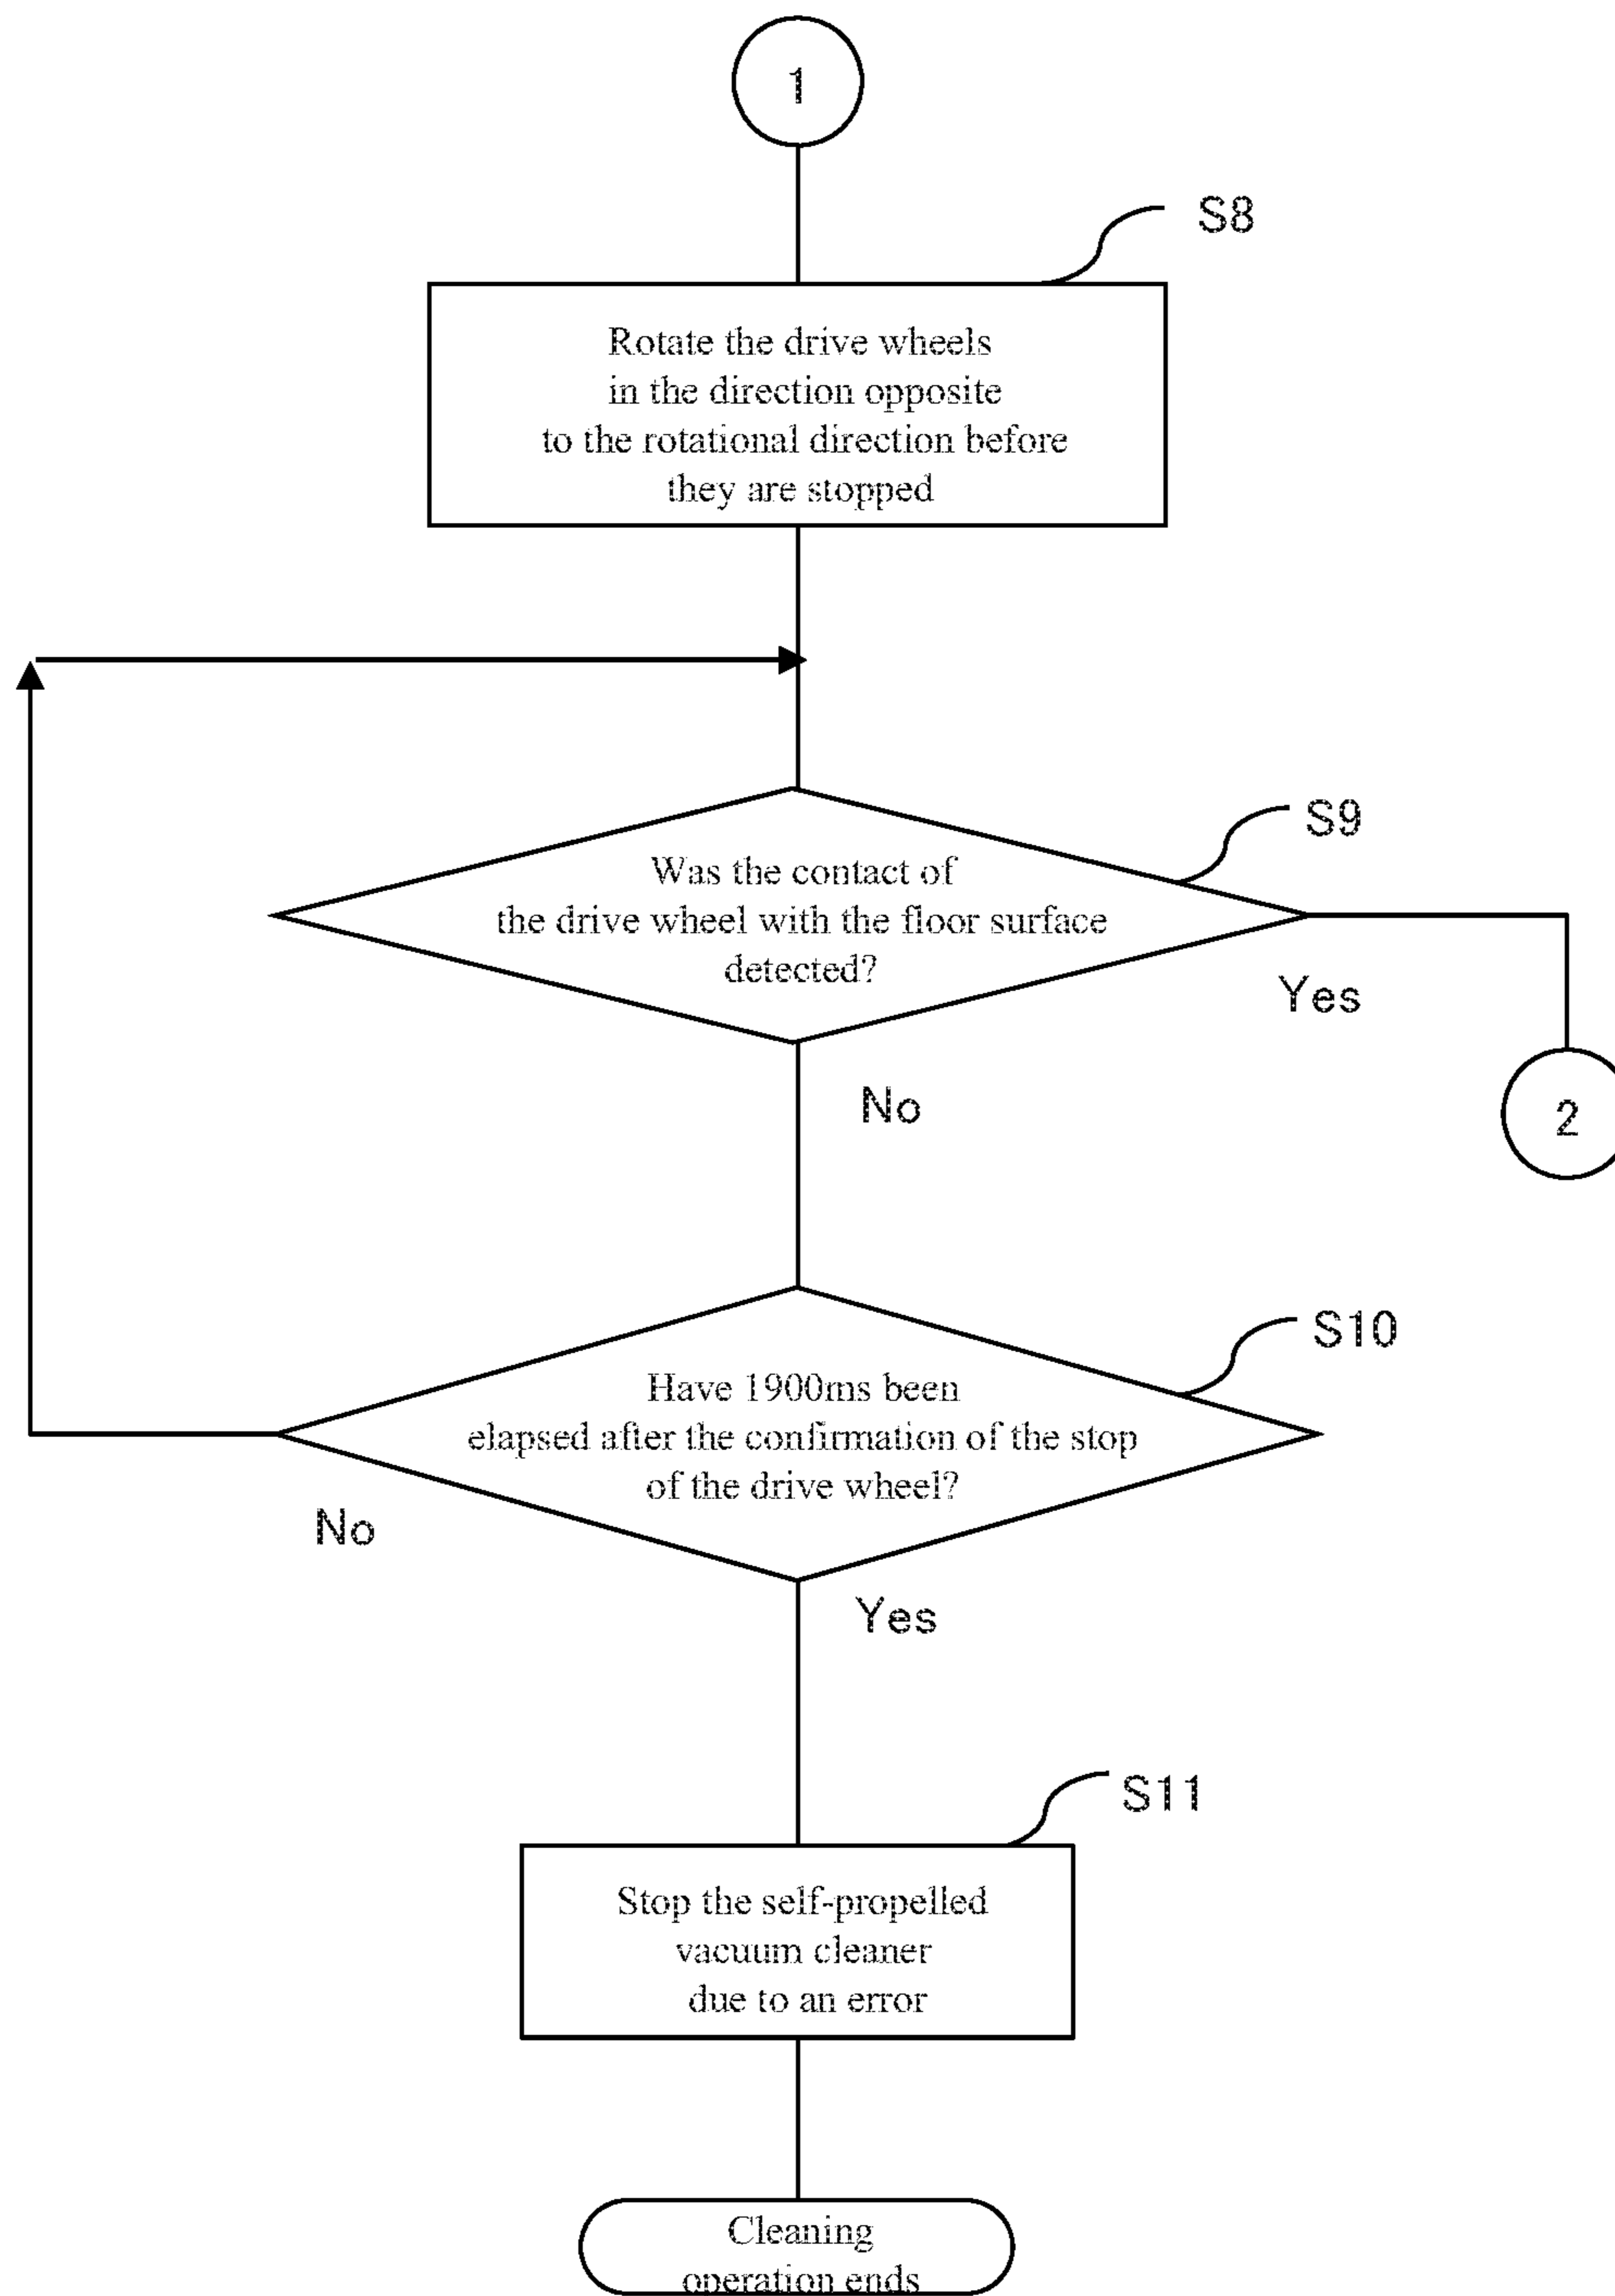 1
S8
Rotate the drive wheels
in the direction opposite
to the rotational direction before
they are stopped
S9
Was the contact of
the drive wheel with the floor surface
detected?
Yes
No
2
S10
Have 1900ms been
elapsed after the confirmation of the stop
of the drive wheel?
No
Yes
S11
Stop the self-propelled
vacuum cleaner
due to an error
Cleaning
operation ends